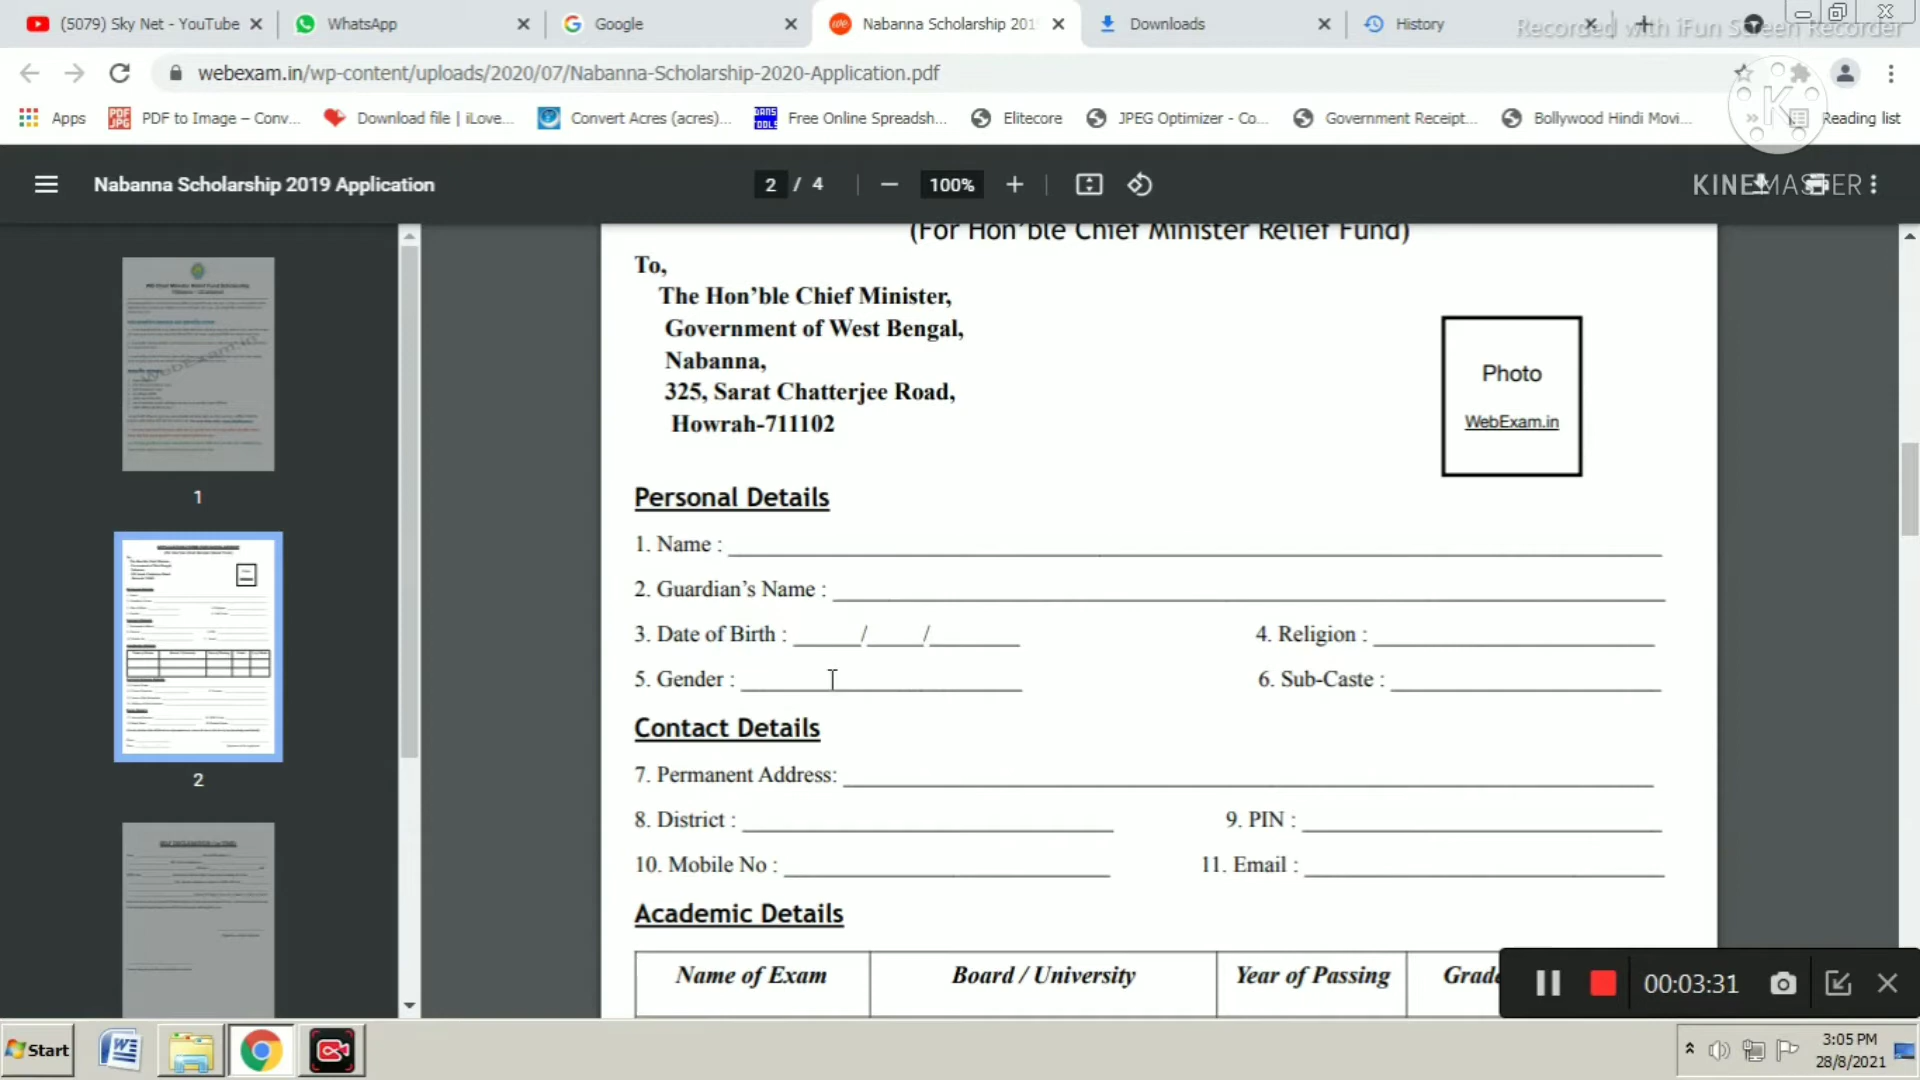 (5079) Sky Net - YouTube
WhatsApp
Google
Nabanna Scholarship 201
Downloads
History
Recorded with iFun Screen Recorder
webexam.in/wp-content/uploads/2020/07/Nabanna-Scholarship-2020-Application.pdf
Apps
PDF to Image – Conv...
Download file | iLove...
Convert Acres (acres)...
Free Online Spreadsh...
Elitecore
JPEG Optimizer - Co...
Government Receipt...
Bollywood Hindi Movi...
Reading list
K
Nabanna Scholarship 2019 Application
2 / 4
100%
KINEMASTER
(For Hon'ble Chief Minister Relief Fund)
To,
The Hon'ble Chief Minister,
Government of West Bengal,
Nabanna,
325, Sarat Chatterjee Road,
Howrah-711102
Photo
WebExam.in
Personal Details
1. Name :
2. Guardian's Name :
3. Date of Birth : / /
4. Religion :
5. Gender :
6. Sub-Caste :
Contact Details
7. Permanent Address:
8. District :
9. PIN :
10. Mobile No :
11. Email :
Academic Details
Name of Exam
Board / University
Year of Passing
Grade
1
2
00:03:31
Start
3:05 PM
28/8/2021